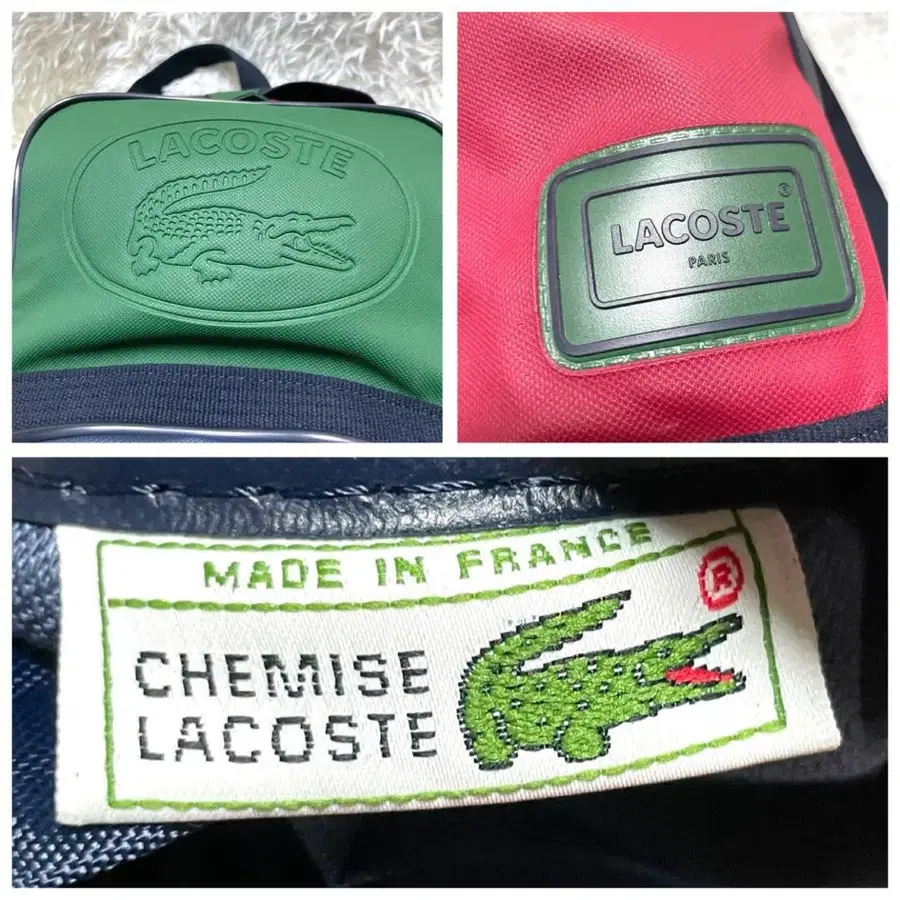 LACOSTE
LACOSTE ®
PARIS
MADE IN FRANCE
®
CHEMISE
LACOSTE